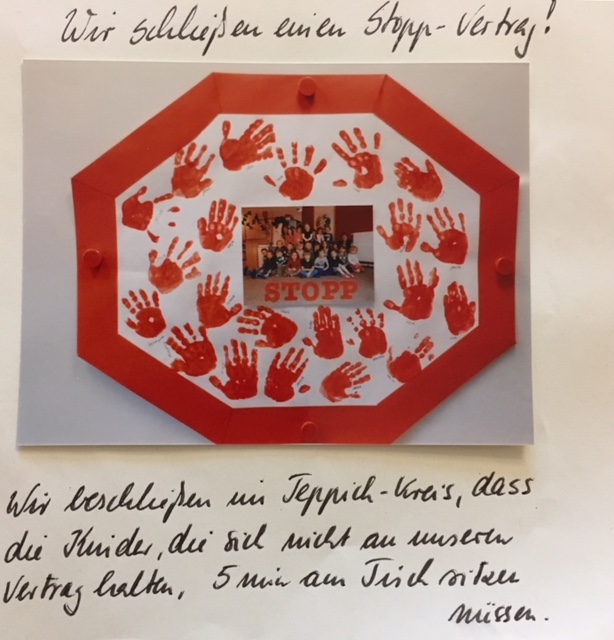 Wir schließen einen Stopp-Vertrag!
STOPP
Wir beschließen im Teppich-Kreis, dass
die Kinder, die sich nicht an unseren
Vertrag halten, 5 min am Tisch sitzen
müssen.